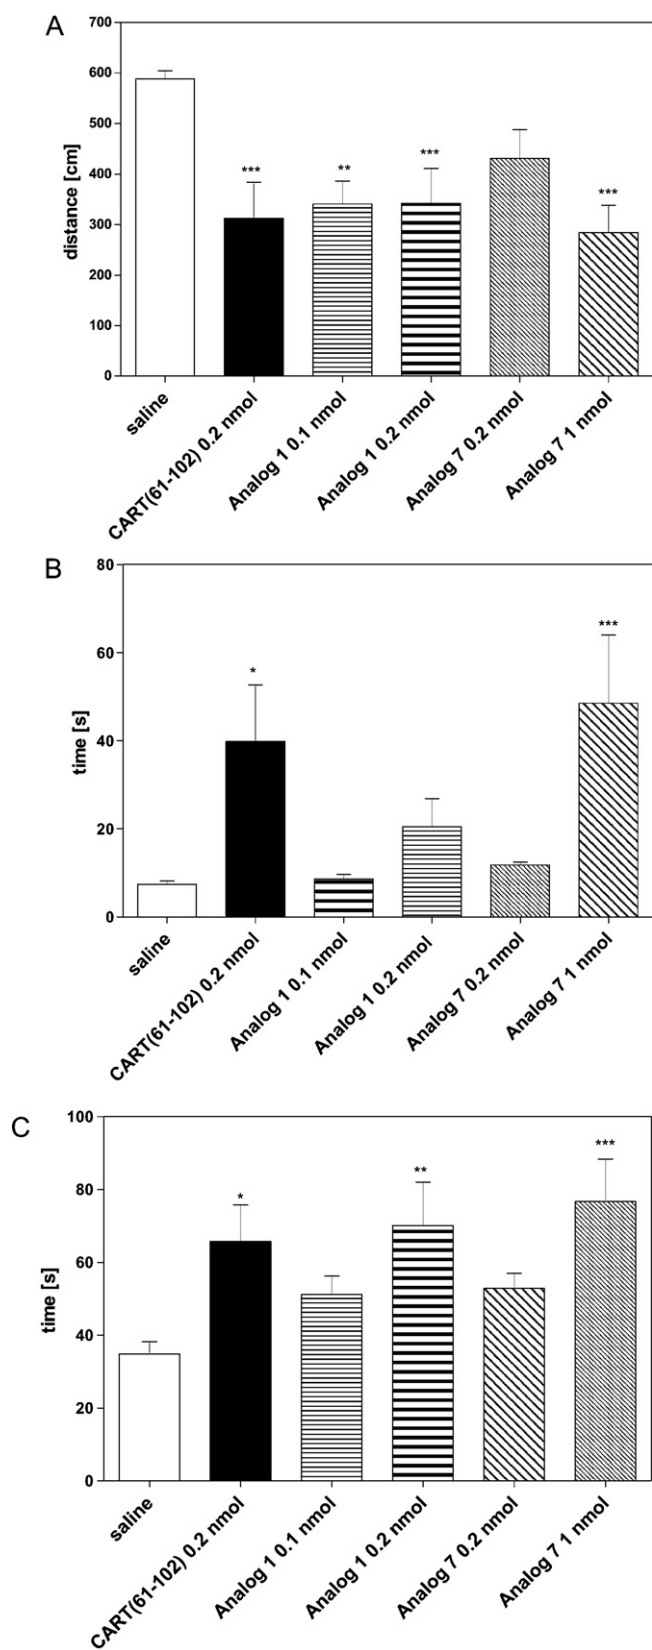 A
700
600
500
400
300
200
100
0
distance [cm]
***
**
***
***
saline
CART(61-102) 0.2 nmol
Analog 1 0.1 nmol
Analog 1 0.2 nmol
Analog 7 0.2 nmol
Analog 7 1 nmol
B
80
60
40
20
0
time [s]
*
***
saline
CART(61-102) 0.2 nmol
Analog 1 0.1 nmol
Analog 1 0.2 nmol
Analog 7 0.2 nmol
Analog 7 1 nmol
C
100
80
60
40
20
0
time [s]
*
**
***
saline
CART(61-102) 0.2 nmol
Analog 1 0.1 nmol
Analog 1 0.2 nmol
Analog 7 0.2 nmol
Analog 7 1 nmol